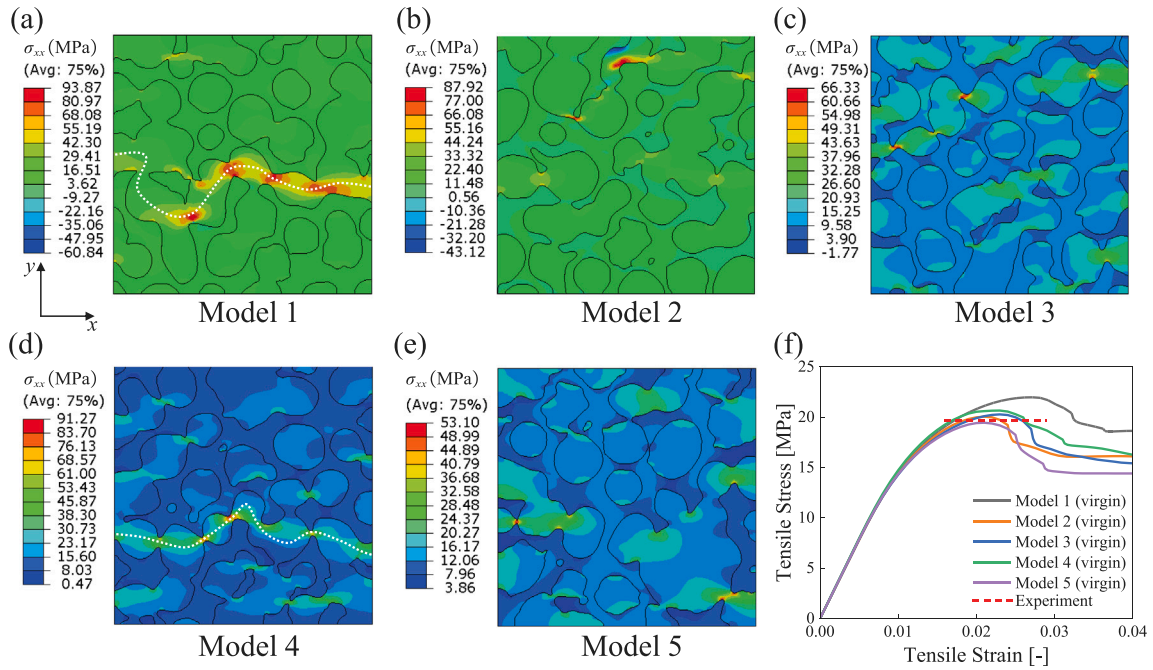 (a)
σxx (MPa)
(Avg: 75%)
93.87
80.97
68.08
55.19
42.30
29.41
16.51
3.62
-9.27
-22.16
-35.06
-47.95
-60.84
y
x
Model 1
(b)
σxx (MPa)
(Avg: 75%)
87.92
77.00
66.08
55.16
44.24
33.32
22.40
11.48
0.56
-10.36
-21.28
-32.20
-43.12
Model 2
(c)
σxx (MPa)
(Avg: 75%)
66.33
60.66
54.98
49.31
43.63
37.96
32.28
26.60
20.93
15.25
9.58
3.90
-1.77
Model 3
(d)
σxx (MPa)
(Avg: 75%)
91.27
83.70
76.13
68.57
61.00
53.43
45.87
38.30
30.73
23.17
15.60
8.03
0.47
Model 4
(e)
σxx (MPa)
(Avg: 75%)
53.10
48.99
44.89
40.79
36.68
32.58
28.48
24.37
20.27
16.17
12.06
7.96
3.86
Model 5
(f)
Tensile Stress [MPa]
25
20
15
10
5
0
Model 1 (virgin)
Model 2 (virgin)
Model 3 (virgin)
Model 4 (virgin)
Model 5 (virgin)
Experiment
0.00 0.01 0.02 0.03 0.04
Tensile Strain [-]